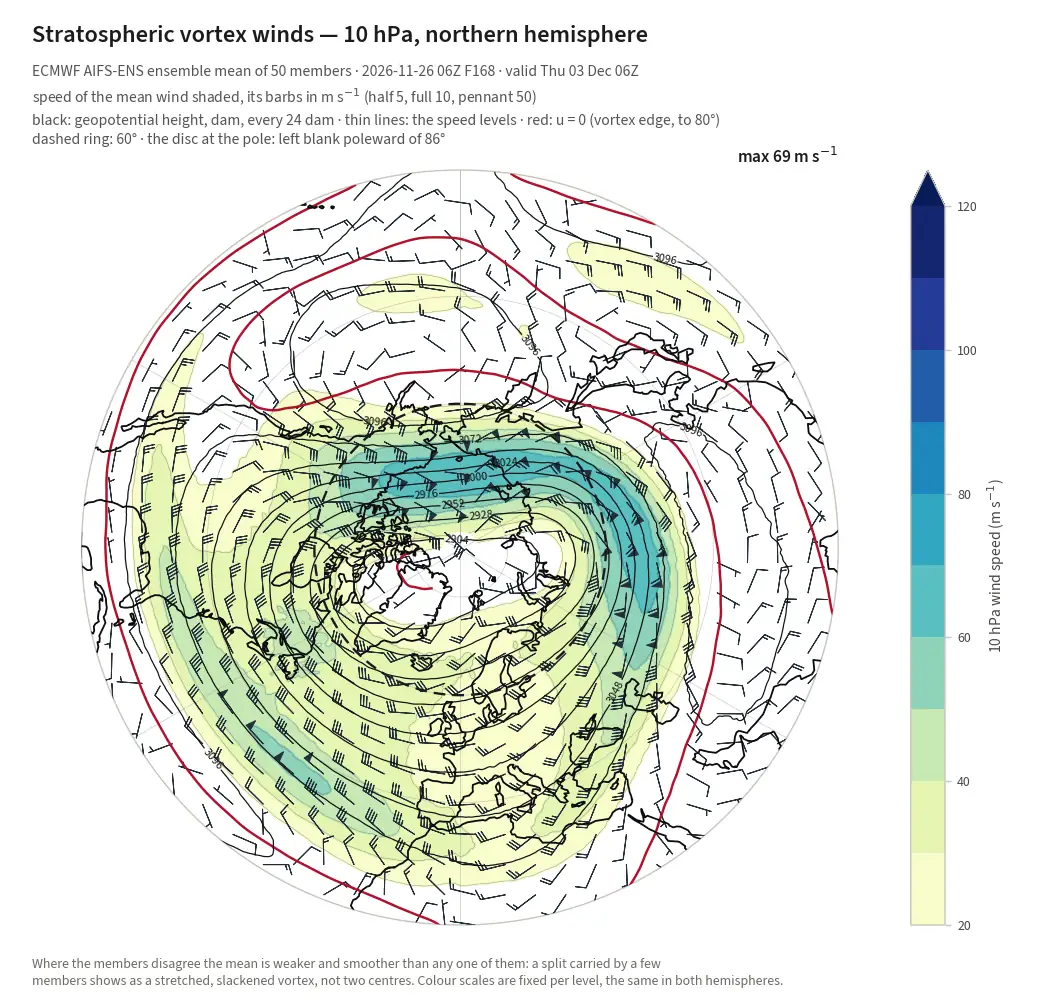 Stratospheric vortex winds — 10 hPa, northern hemisphere
ECMWF AIFS-ENS ensemble mean of 50 members · 2026-11-26 06Z F168 · valid Thu 03 Dec 06Z
speed of the mean wind shaded, its barbs in m s⁻¹ (half 5, full 10, pennant 50)
black: geopotential height, dam, every 24 dam · thin lines: the speed levels · red: u = 0 (vortex edge, to 80°)
dashed ring: 60° · the disc at the pole: left blank poleward of 86°
max 69 m s⁻¹
120
100
80
60
40
20
10 hPa wind speed (m s⁻¹)
3096
3096
3096
3096
3072
3024
3000
2976
2952
2928
2904
3048
3096
Where the members disagree the mean is weaker and smoother than any one of them: a split carried by a few
members shows as a stretched, slackened vortex, not two centres. Colour scales are fixed per level, the same in both hemispheres.